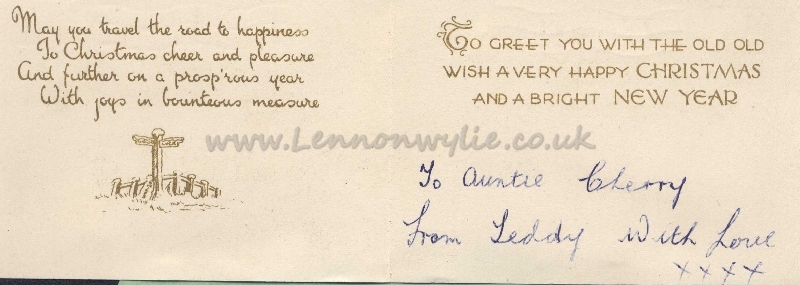 May you travel the road to happiness
To Christmas cheer and pleasure
And further on a prosp'rous year
With joys in bounteous measure
TO GREET YOU WITH THE OLD OLD
WISH A VERY HAPPY CHRISTMAS
AND A BRIGHT NEW YEAR
www.Lennonwylie.co.uk
To Auntie Cherry
From Teddy With Love
x x x x